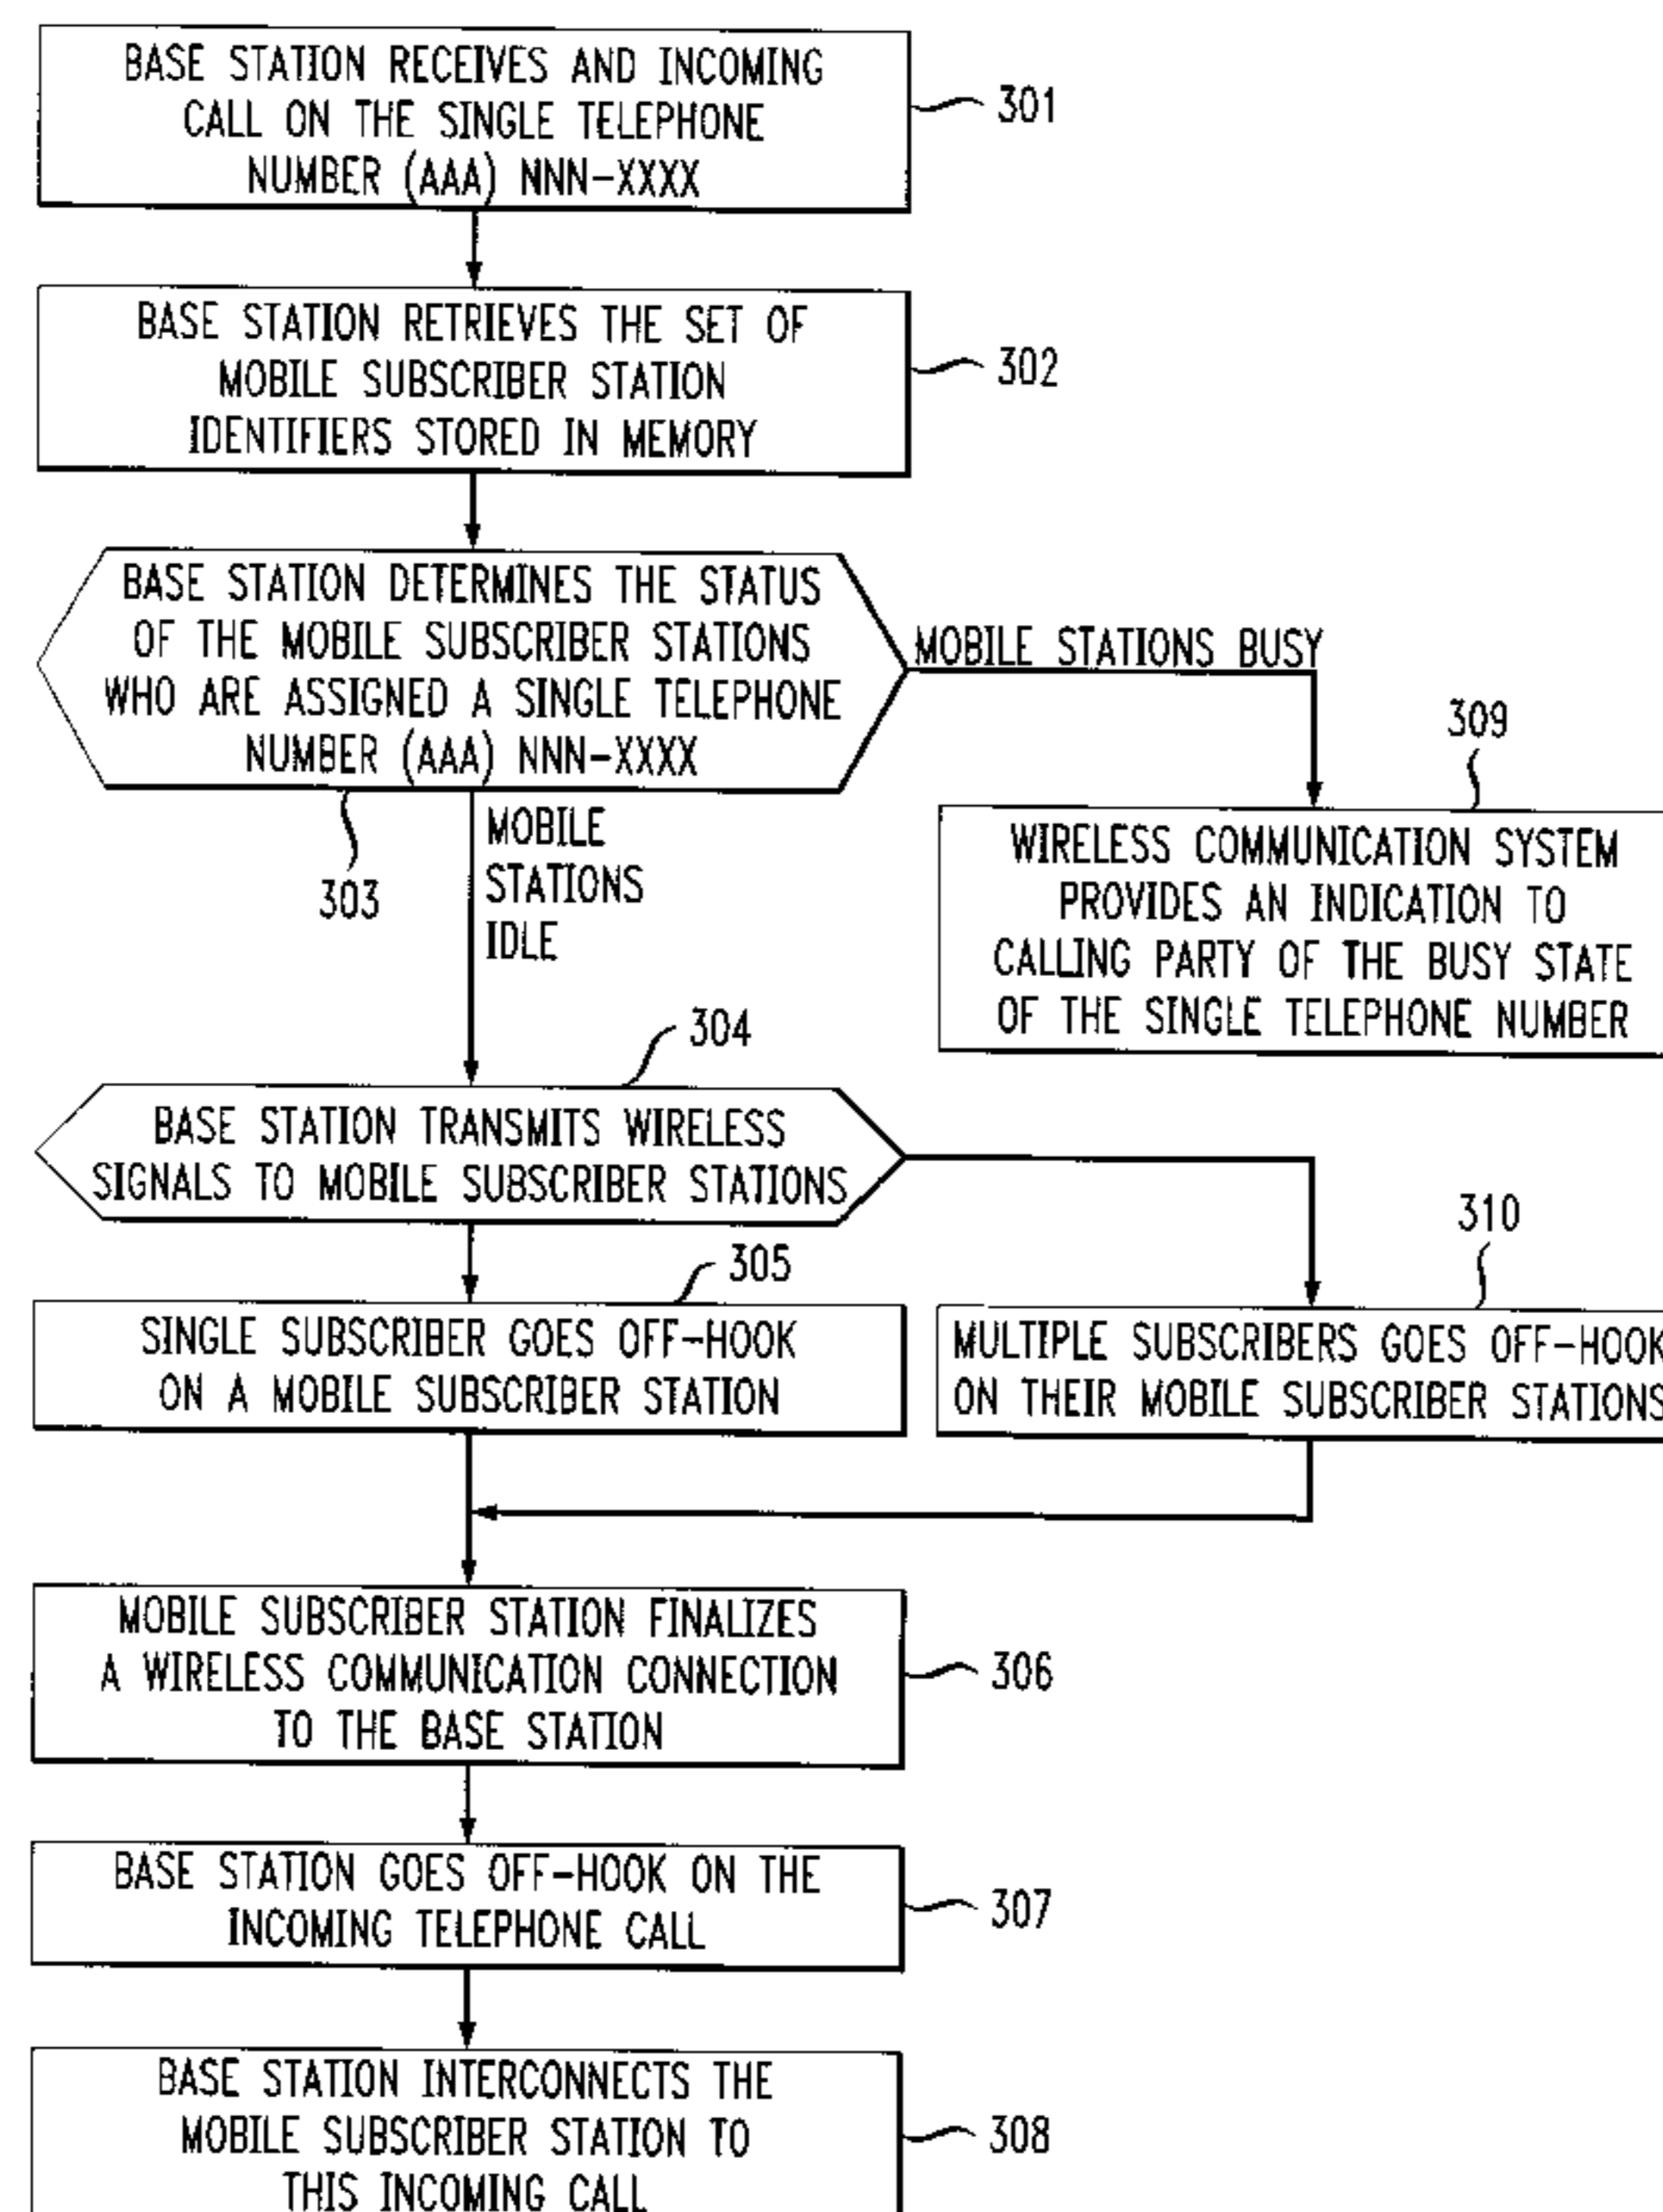 BASE STATION RECEIVES AND INCOMING
CALL ON THE SINGLE TELEPHONE
NUMBER (AAA) NNN-XXXX
301
BASE STATION RETRIEVES THE SET OF
MOBILE SUBSCRIBER STATION
IDENTIFIERS STORED IN MEMORY
302
BASE STATION DETERMINES THE STATUS
OF THE MOBILE SUBSCRIBER STATIONS
WHO ARE ASSIGNED A SINGLE TELEPHONE
NUMBER (AAA) NNN-XXXX
303
MOBILE STATIONS BUSY
309
WIRELESS COMMUNICATION SYSTEM
PROVIDES AN INDICATION TO
CALLING PARTY OF THE BUSY STATE
OF THE SINGLE TELEPHONE NUMBER
MOBILE
STATIONS
IDLE
304
BASE STATION TRANSMITS WIRELESS
SIGNALS TO MOBILE SUBSCRIBER STATIONS
305
SINGLE SUBSCRIBER GOES OFF-HOOK
ON A MOBILE SUBSCRIBER STATION
310
MULTIPLE SUBSCRIBERS GOES OFF-HOOK
ON THEIR MOBILE SUBSCRIBER STATIONS
MOBILE SUBSCRIBER STATION FINALIZES
A WIRELESS COMMUNICATION CONNECTION
TO THE BASE STATION
306
BASE STATION GOES OFF-HOOK ON THE
INCOMING TELEPHONE CALL
307
BASE STATION INTERCONNECTS THE
MOBILE SUBSCRIBER STATION TO
THIS INCOMING CALL
308